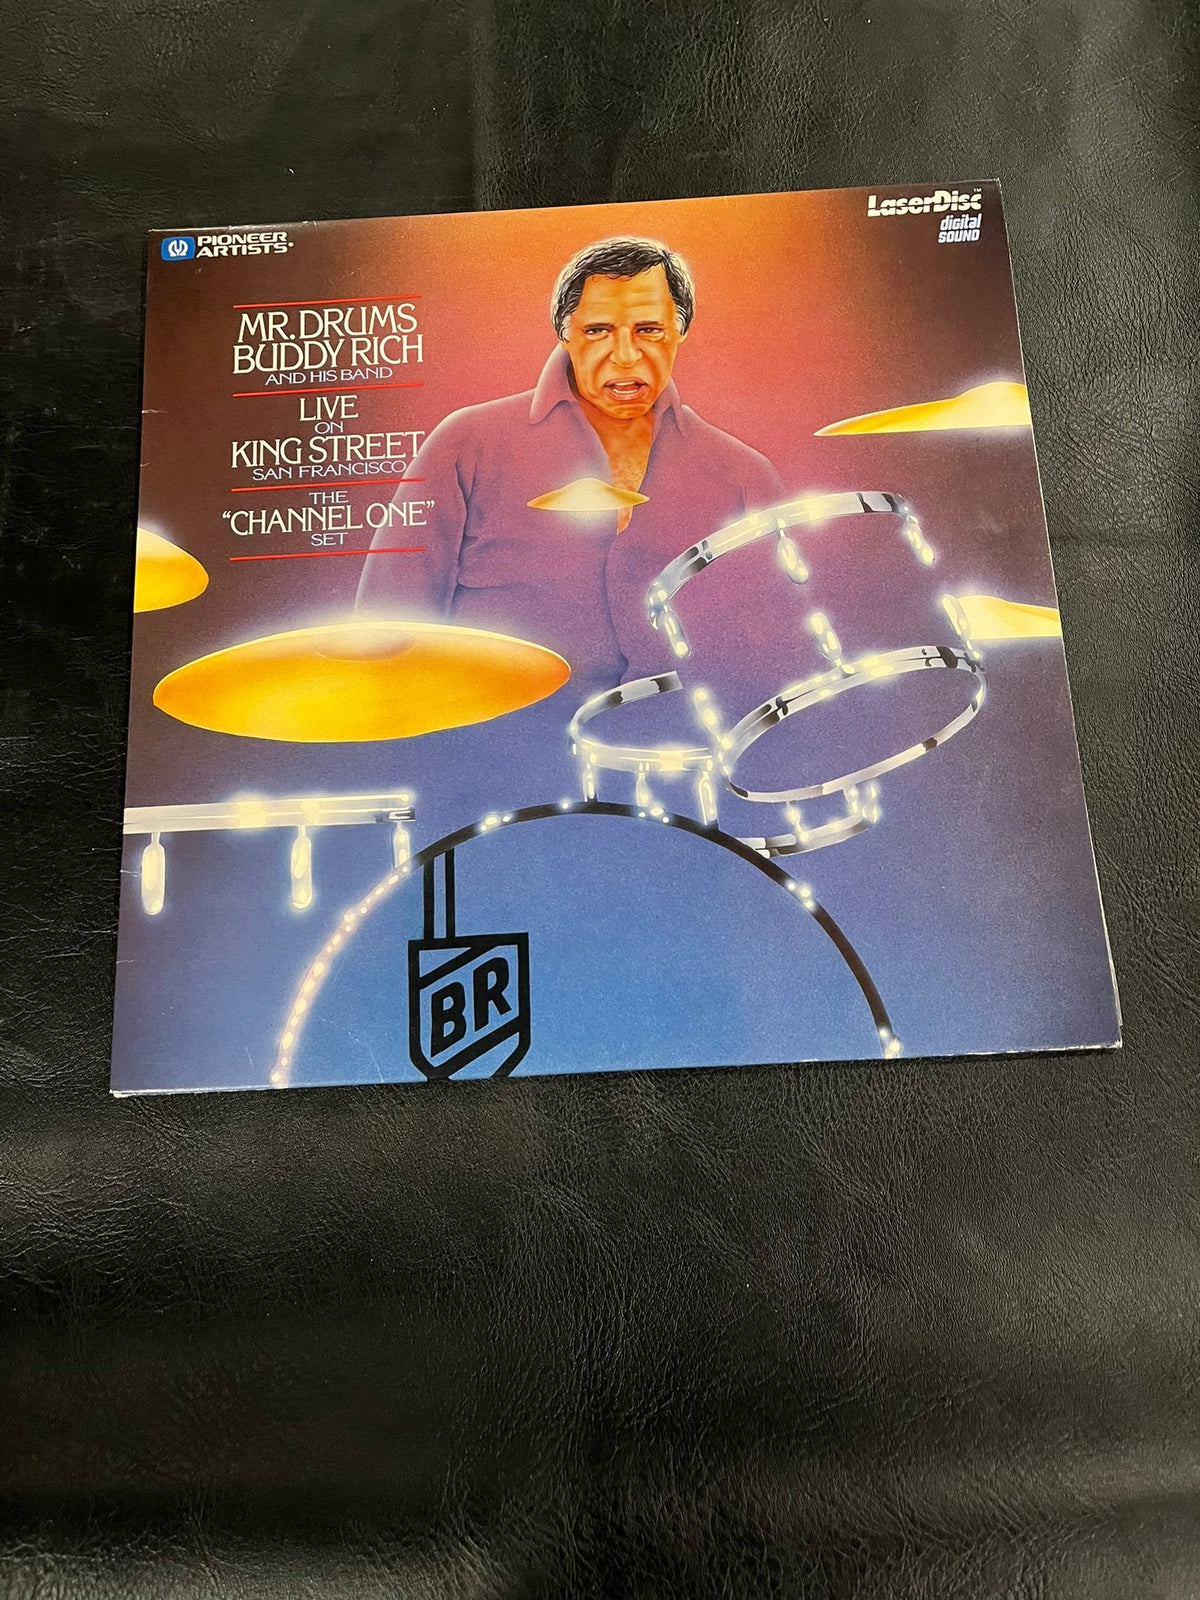 PIONEER
ARTISTS
LaserDisc™
digital
SOUND
MR. DRUMS
BUDDY RICH
AND HIS BAND
LIVE
ON
KING STREET
SAN FRANCISCO
THE
“CHANNEL ONE”
SET
BR